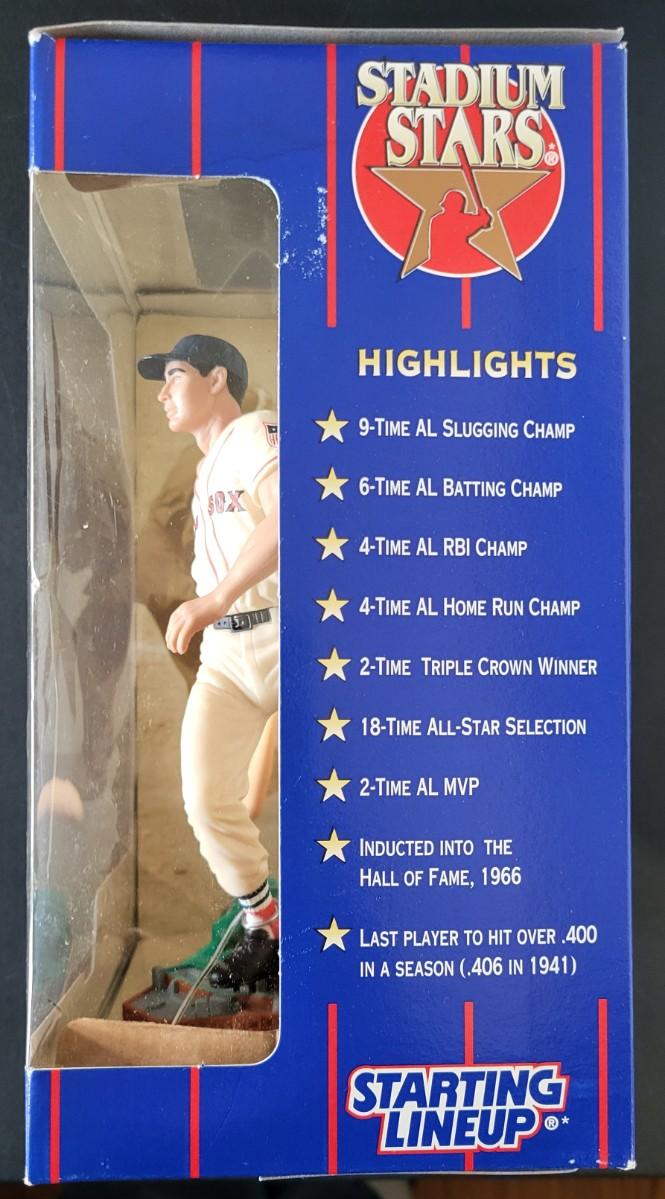 STADIUM
STARS®
HIGHLIGHTS
9-TIME AL SLUGGING CHAMP
6-TIME AL BATTING CHAMP
4-TIME AL RBI CHAMP
4-TIME AL HOME RUN CHAMP
2-TIME TRIPLE CROWN WINNER
18-TIME ALL-STAR SELECTION
2-TIME AL MVP
INDUCTED INTO THE
HALL OF FAME, 1966
LAST PLAYER TO HIT OVER .400
IN A SEASON (.406 IN 1941)
SOX
STARTING
LINEUP®*